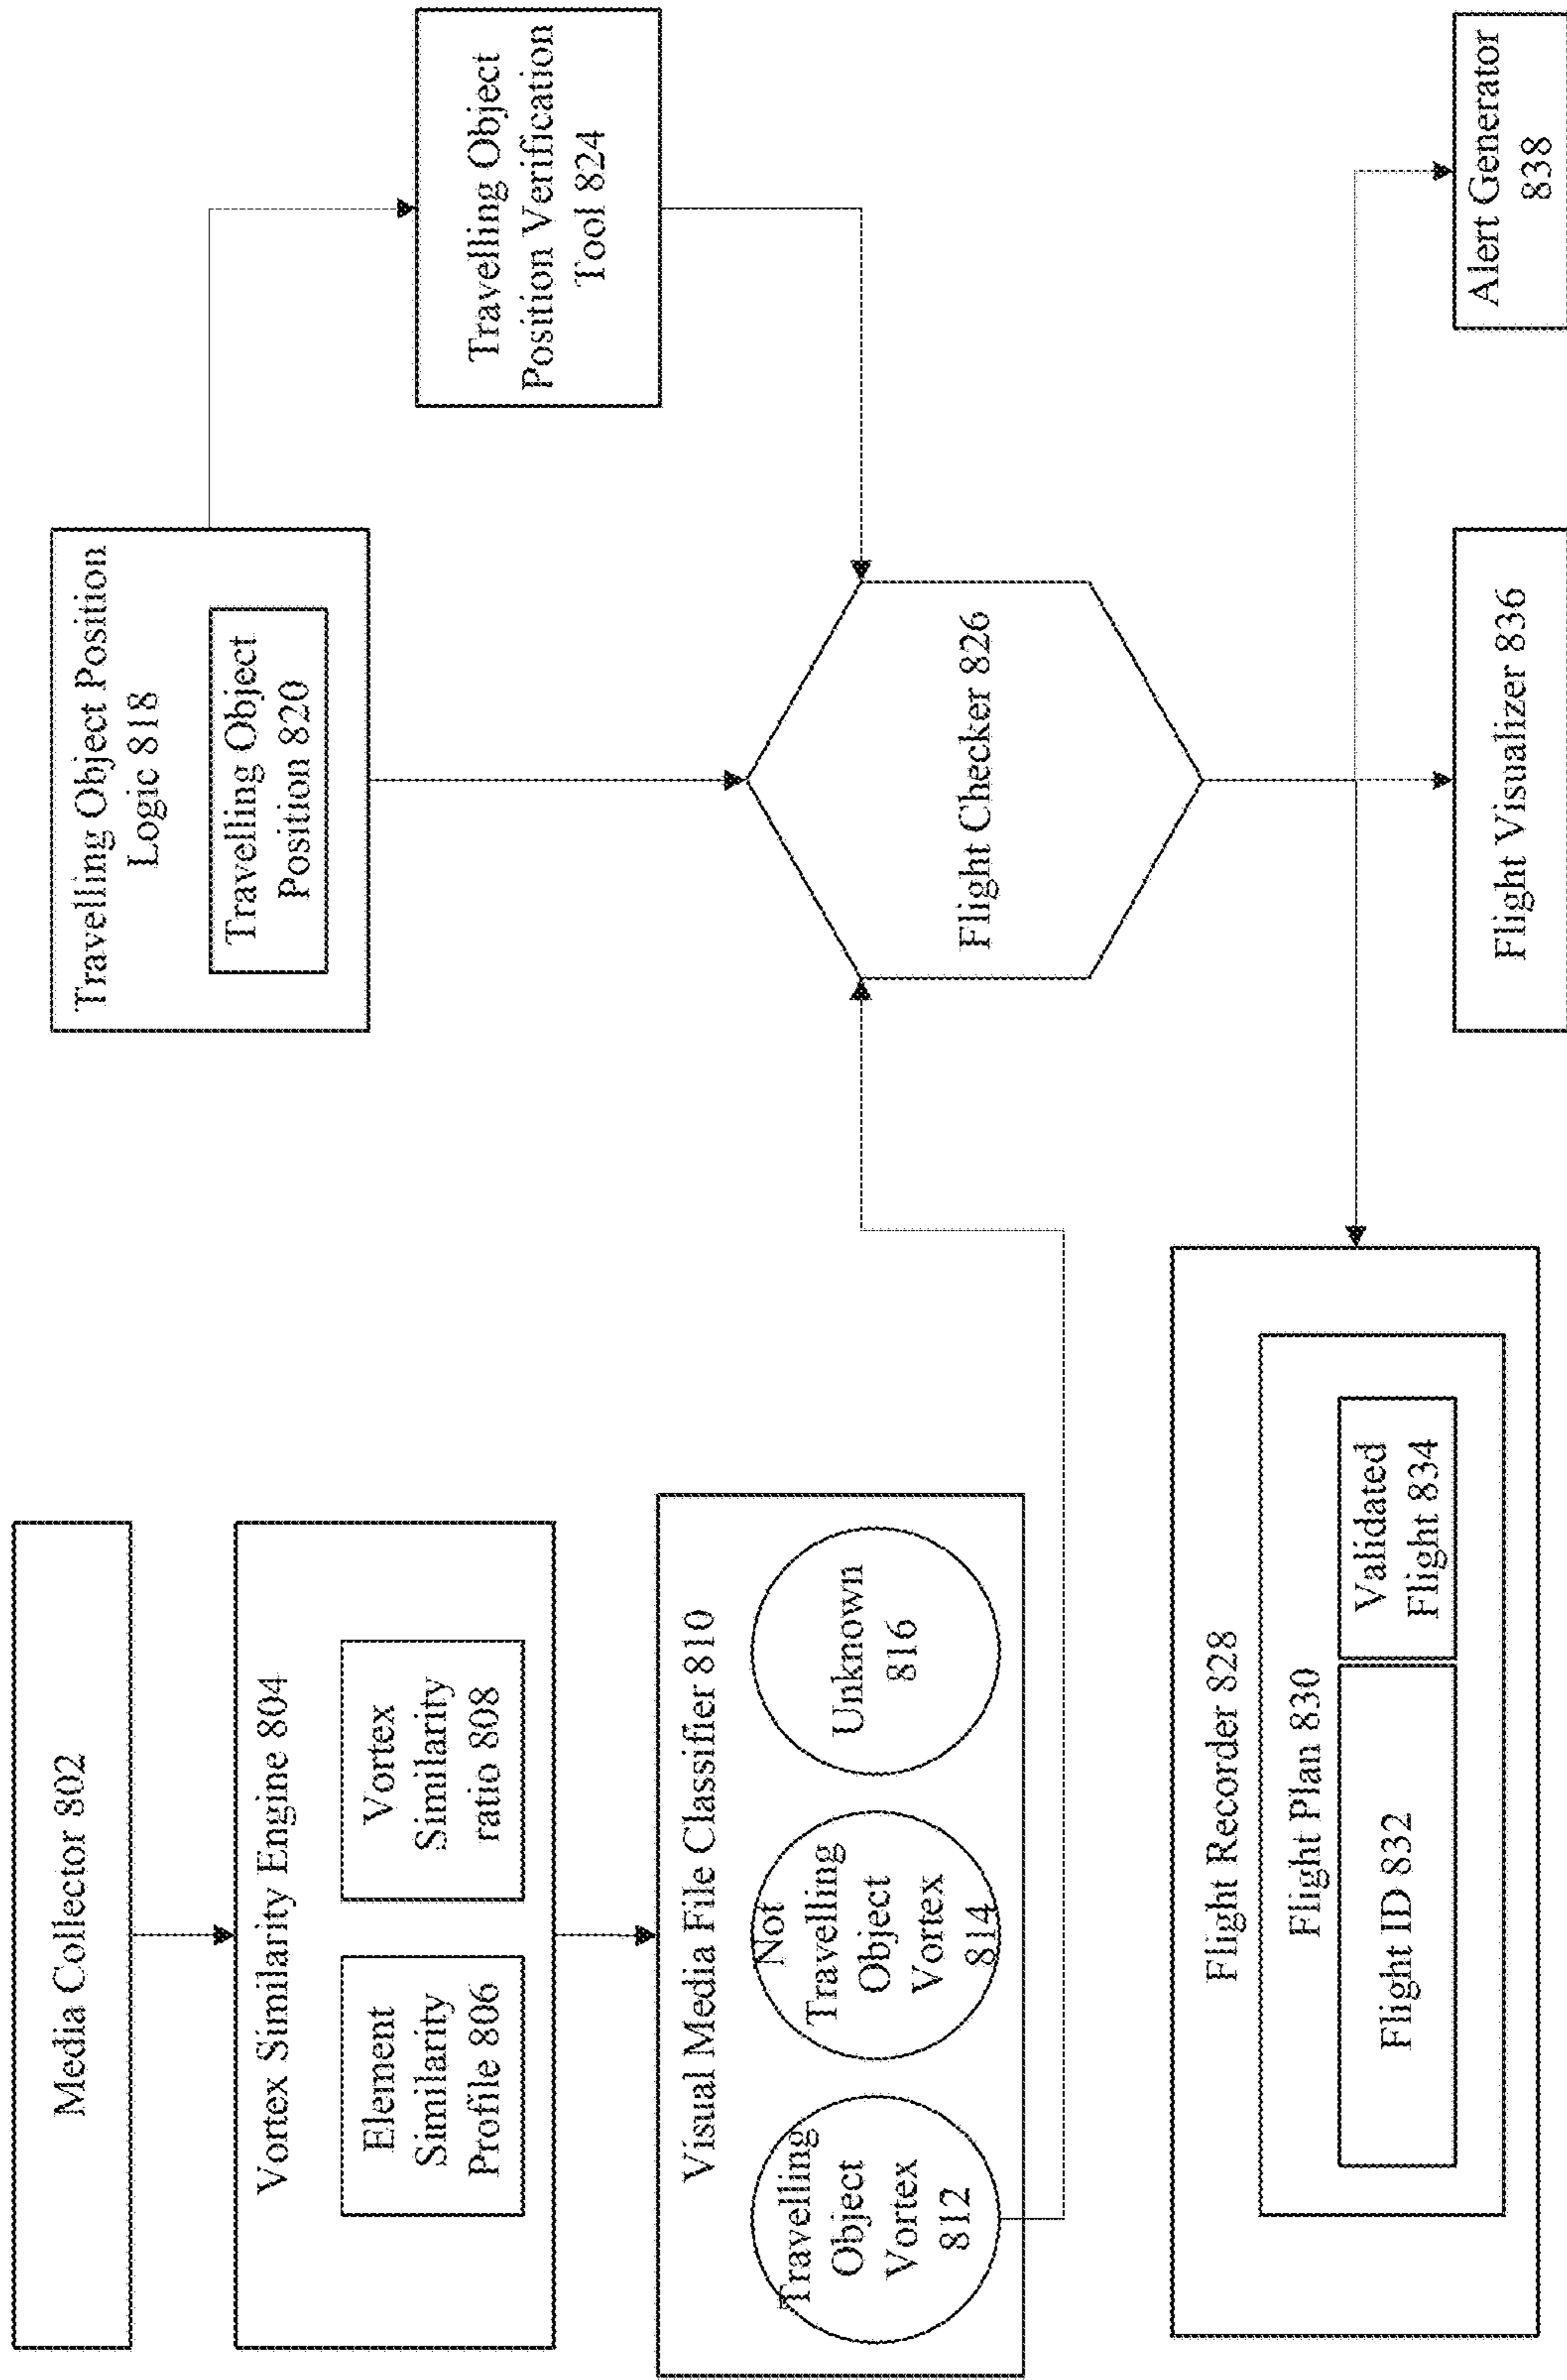 Media Collector 802
Vortex Similarity Engine 804
Element
Similarity
Profile 806
Vortex
Similarity
ratio 808
Visual Media File Classifier 810
Travelling
Object
Vortex
812
Not
Travelling
Object
Vortex
814
Unknown
816
Travelling Object Position
Logic 818
Travelling Object
Position 820
Travelling Object
Position Verification
Tool 824
Flight Checker 826
Flight Recorder 828
Flight Plan 830
Flight ID 832
Validated
Flight 834
Flight Visualizer 836
Alert Generator
838